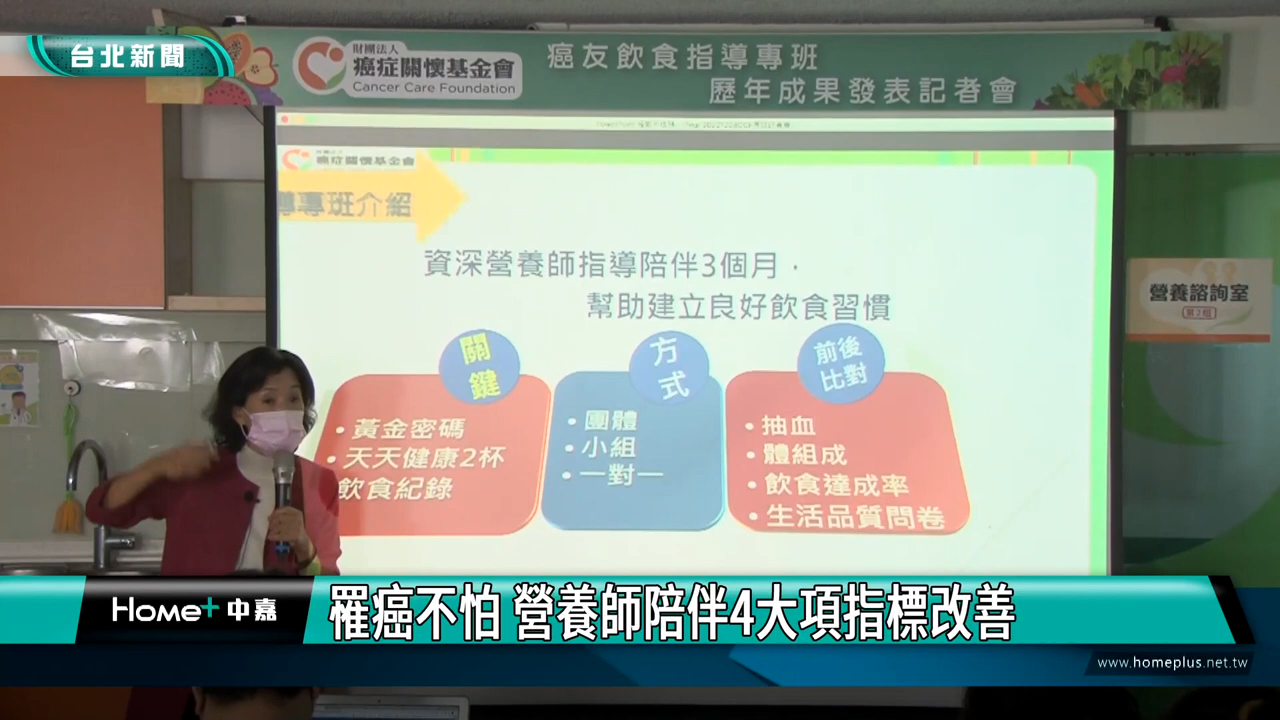 台北新聞
財團法人
癌症關懷基金會
Cancer Care Foundation
癌友飲食指導專班
歷年成果發表記者會
癌症關懷基金會
專班介紹
資深營養師指導陪伴3個月,
幫助建立良好飲食習慣
關鍵
• 黃金密碼
• 天天健康2杯
飲食紀錄
方式
• 團體
• 小組
• 一對一
前後
比對
• 抽血
• 體組成
• 飲食達成率
• 生活品質問卷
營養諮詢室
第2組
Home+ 中嘉
罹癌不怕 營養師陪伴4大項指標改善
www.homeplus.net.tw